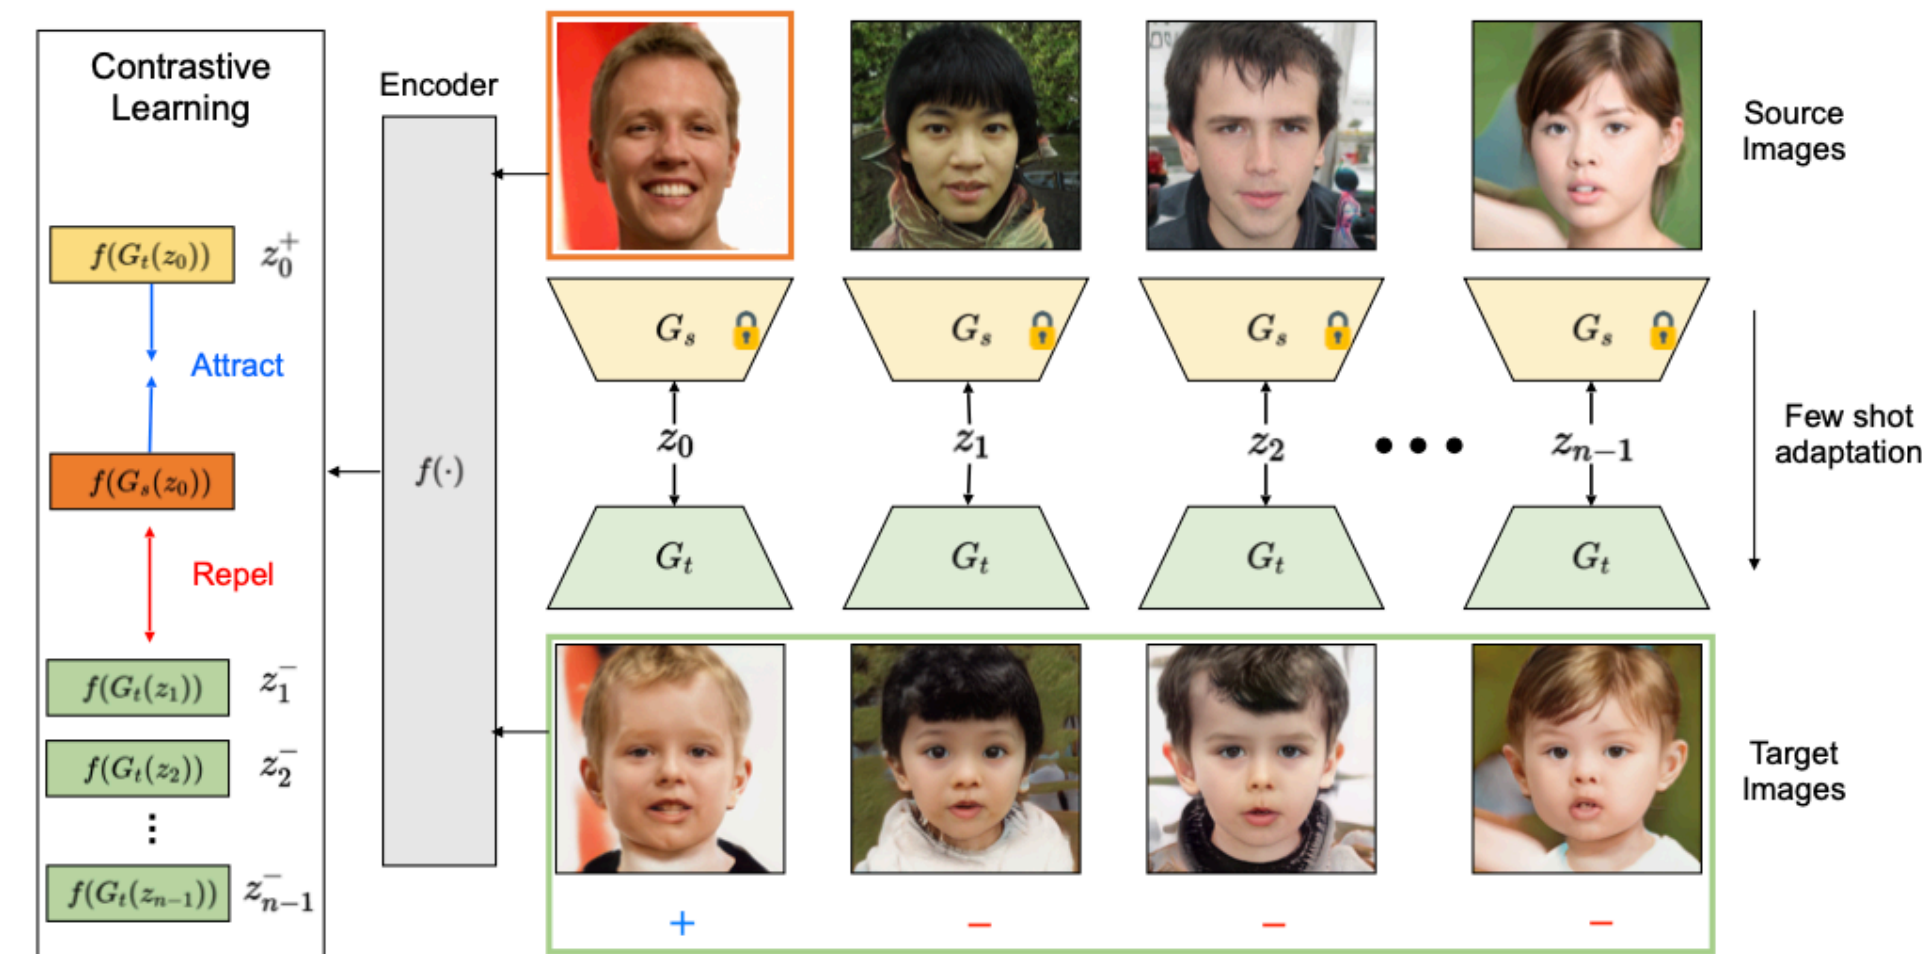 Contrastive
Learning
f(G_t(z_0)) z_0^+
Attract
f(G_s(z_0))
Repel
f(G_t(z_1)) z_1^-
f(G_t(z_2)) z_2^-
⋮
f(G_t(z_{n-1})) z_{n-1}^-
Encoder
f(·)
Source
Images
G_s G_s G_s G_s
z_0 z_1 z_2 ••• z_{n-1}
G_t G_t G_t G_t
Few shot
adaptation
Target
Images
+ − − −